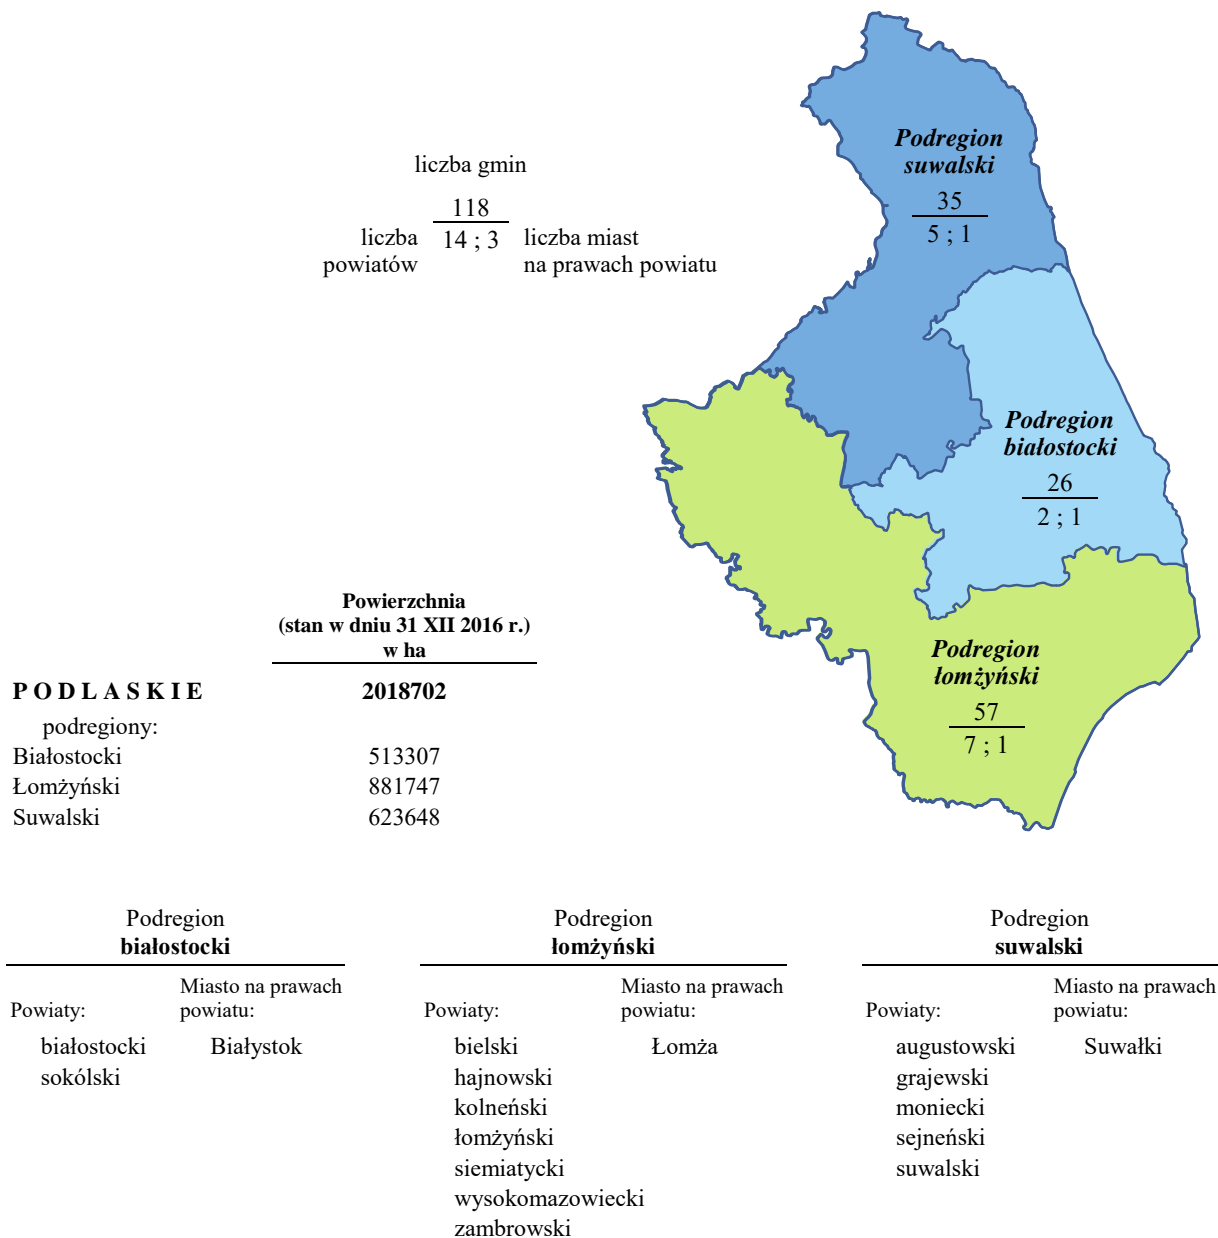 Podregion
suwalski
35
5 ; 1
liczba gmin
118
14 ; 3
liczba
powiatów
liczba miast
na prawach powiatu
Podregion
białostocki
26
2 ; 1
Podregion
łomżyński
57
7 ; 1
Powierzchnia
(stan w dniu 31 XII 2016 r.)
w ha
P O D L A S K I E 2018702
podregiony:
Białostocki 513307
Łomżyński 881747
Suwalski 623648
Podregion
białostocki
Powiaty:
Miasto na prawach
powiatu:
białostocki Białystok
sokólski
Podregion
łomżyński
Powiaty:
Miasto na prawach
powiatu:
bielski Łomża
hajnowski
kolneński
łomżyński
siemiatycki
wysokomazowiecki
zambrowski
Podregion
suwalski
Powiaty:
Miasto na prawach
powiatu:
augustowski Suwałki
grajewski
moniecki
sejneński
suwalski